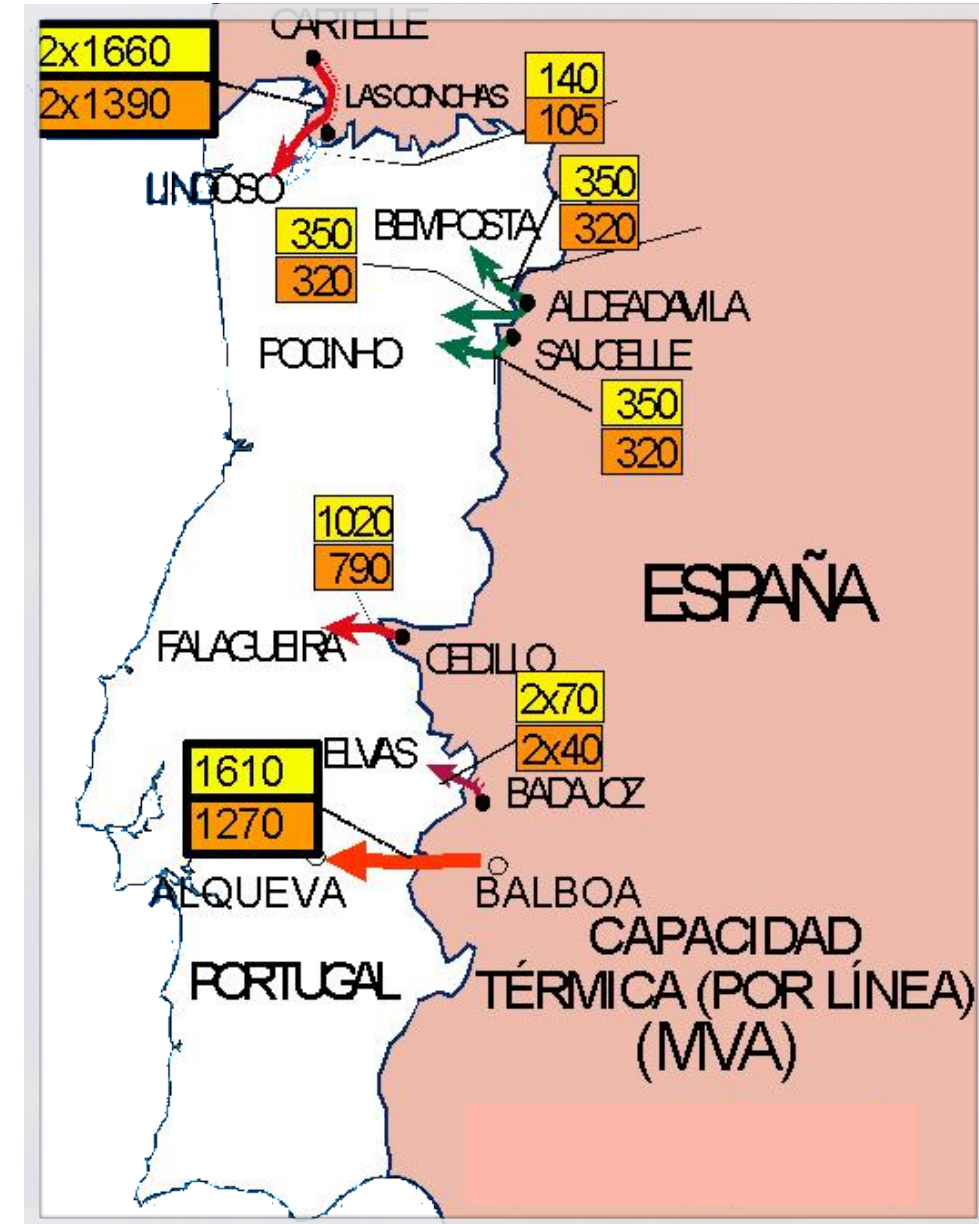 CARTELLE
2x1660
2x1390
LAS CONCHAS
140
105
LINDOSO
350
320
BEMPOSTA
350
320
ALDEADAVILA
POCINHO
SAUCELLE
350
320
1020
790
ESPAÑA
FALAGUEIRA
CEDILLO
2x70
2x40
ELVAS
1610
1270
BADAJOZ
ALQUEVA
BALBOA
CAPACIDAD
TÉRMICA (POR LÍNEA)
(MVA)
PORTUGAL